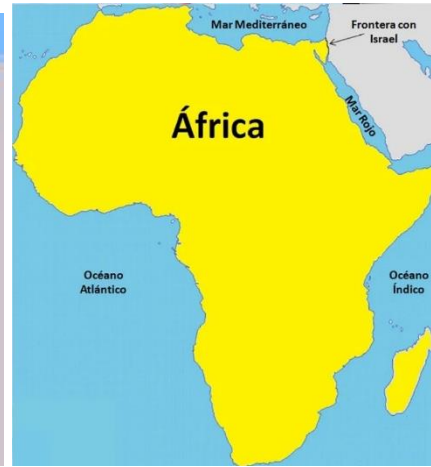 Mar Mediterráneo
Frontera con
Israel
Mar Rojo
África
Océano
Atlántico
Océano
Índico